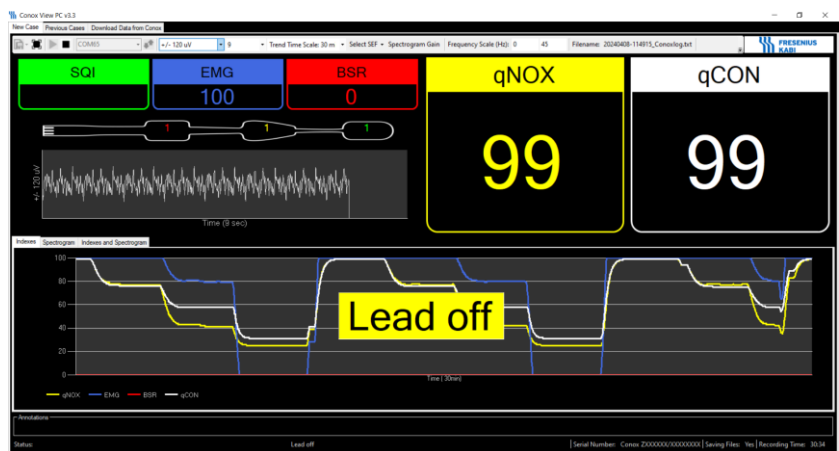 Conox View PC v3.3
New Case Previous Cases Download Data from Conox
COM85 +/- 120 uV 9 Trend Time Scale: 30 m Select SEF Spectrogram Gain Frequency Scale (Hz): 0 45 Filename: 20240408-114915_Conoxlog.txt
FRESENIUS
KABI
SQI EMG BSR qNOX qCON
100 0
1 1 1
99 99
+/- 120 uV
Time (9 sec)
Indexes Spectrogram Indexes and Spectrogram
100
80
60
40
20
0
Lead off
Time ( 30min)
qNOX EMG BSR qCON
Annotations
Status: Lead off Serial Number: Conox ZXXXXXX/XXXXXXXX Saving Files: Yes Recording Time: 30:34